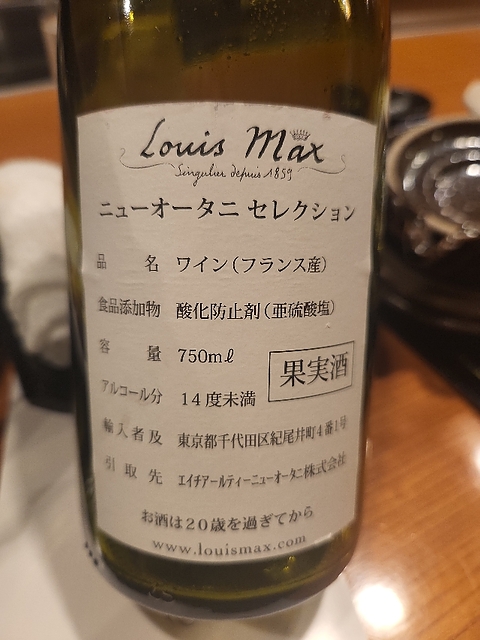 Louis Max
Singulier depuis 1859
ニューオータニ セレクション
品名 ワイン(フランス産)
食品添加物 酸化防止剤(亜硫酸塩)
容量 750mℓ
果実酒
アルコール分 14度未満
輸入者及 東京都千代田区紀尾井町4番1号
引取先 エイチアールティーニューオータニ株式会社
お酒は20歳を過ぎてから
www.louismax.com